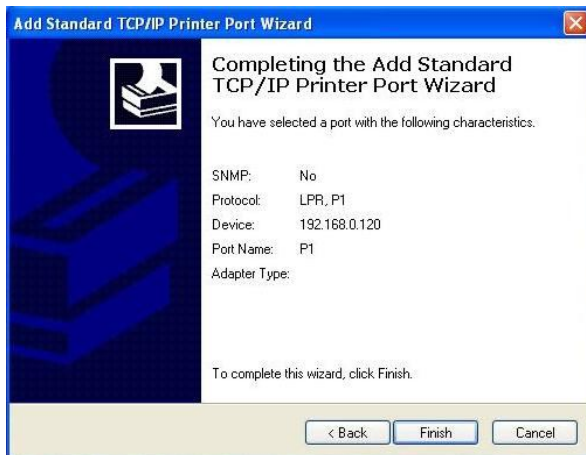 Add Standard TCP/IP Printer Port Wizard
Completing the Add Standard
TCP/IP Printer Port Wizard
You have selected a port with the following characteristics.
SNMP: No
Protocol: LPR, P1
Device: 192.168.0.120
Port Name: P1
Adapter Type:
To complete this wizard, click Finish.
< Back Finish Cancel